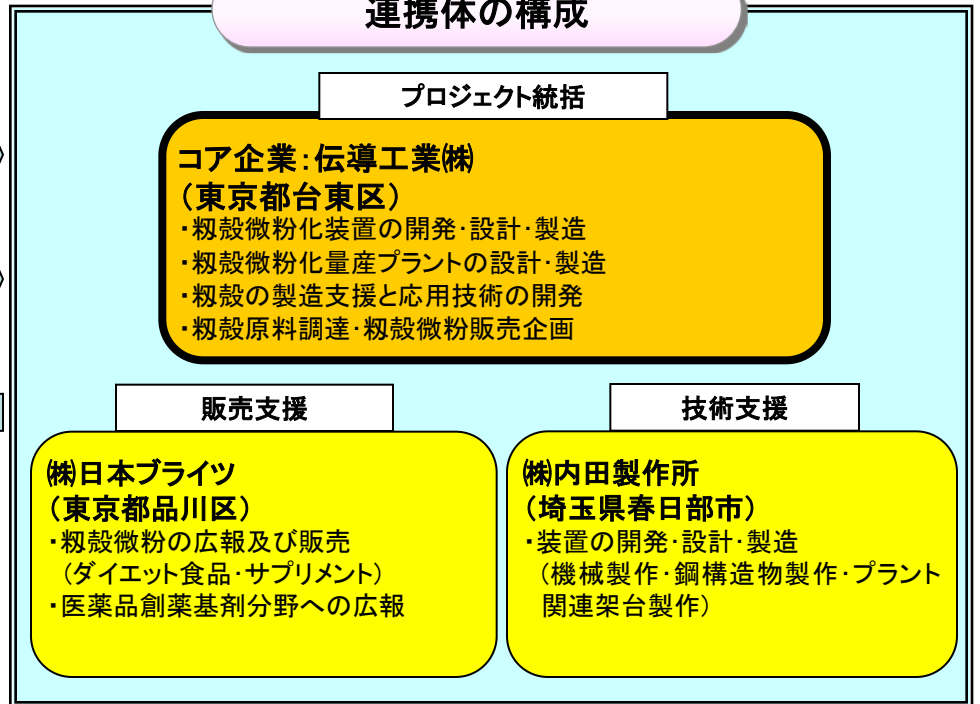 連携体の構成
プロジェクト統括
コア企業：伝導工業㈱
（東京都台東区）
・籾殻微粉化装置の開発・設計・製造
・籾殻微粉化量産プラントの設計・製造
・籾殻の製造支援と応用技術の開発
・籾殻原料調達・籾殻微粉販売企画
販売支援
㈱日本ブライツ
（東京都品川区）
・籾殻微粉の広報及び販売
（ダイエット食品・サプリメント）
・医薬品創薬基剤分野への広報
技術支援
㈱内田製作所
（埼玉県春日部市）
・装置の開発・設計・製造
（機械製作・鋼構造物製作・プラント
関連架台製作）